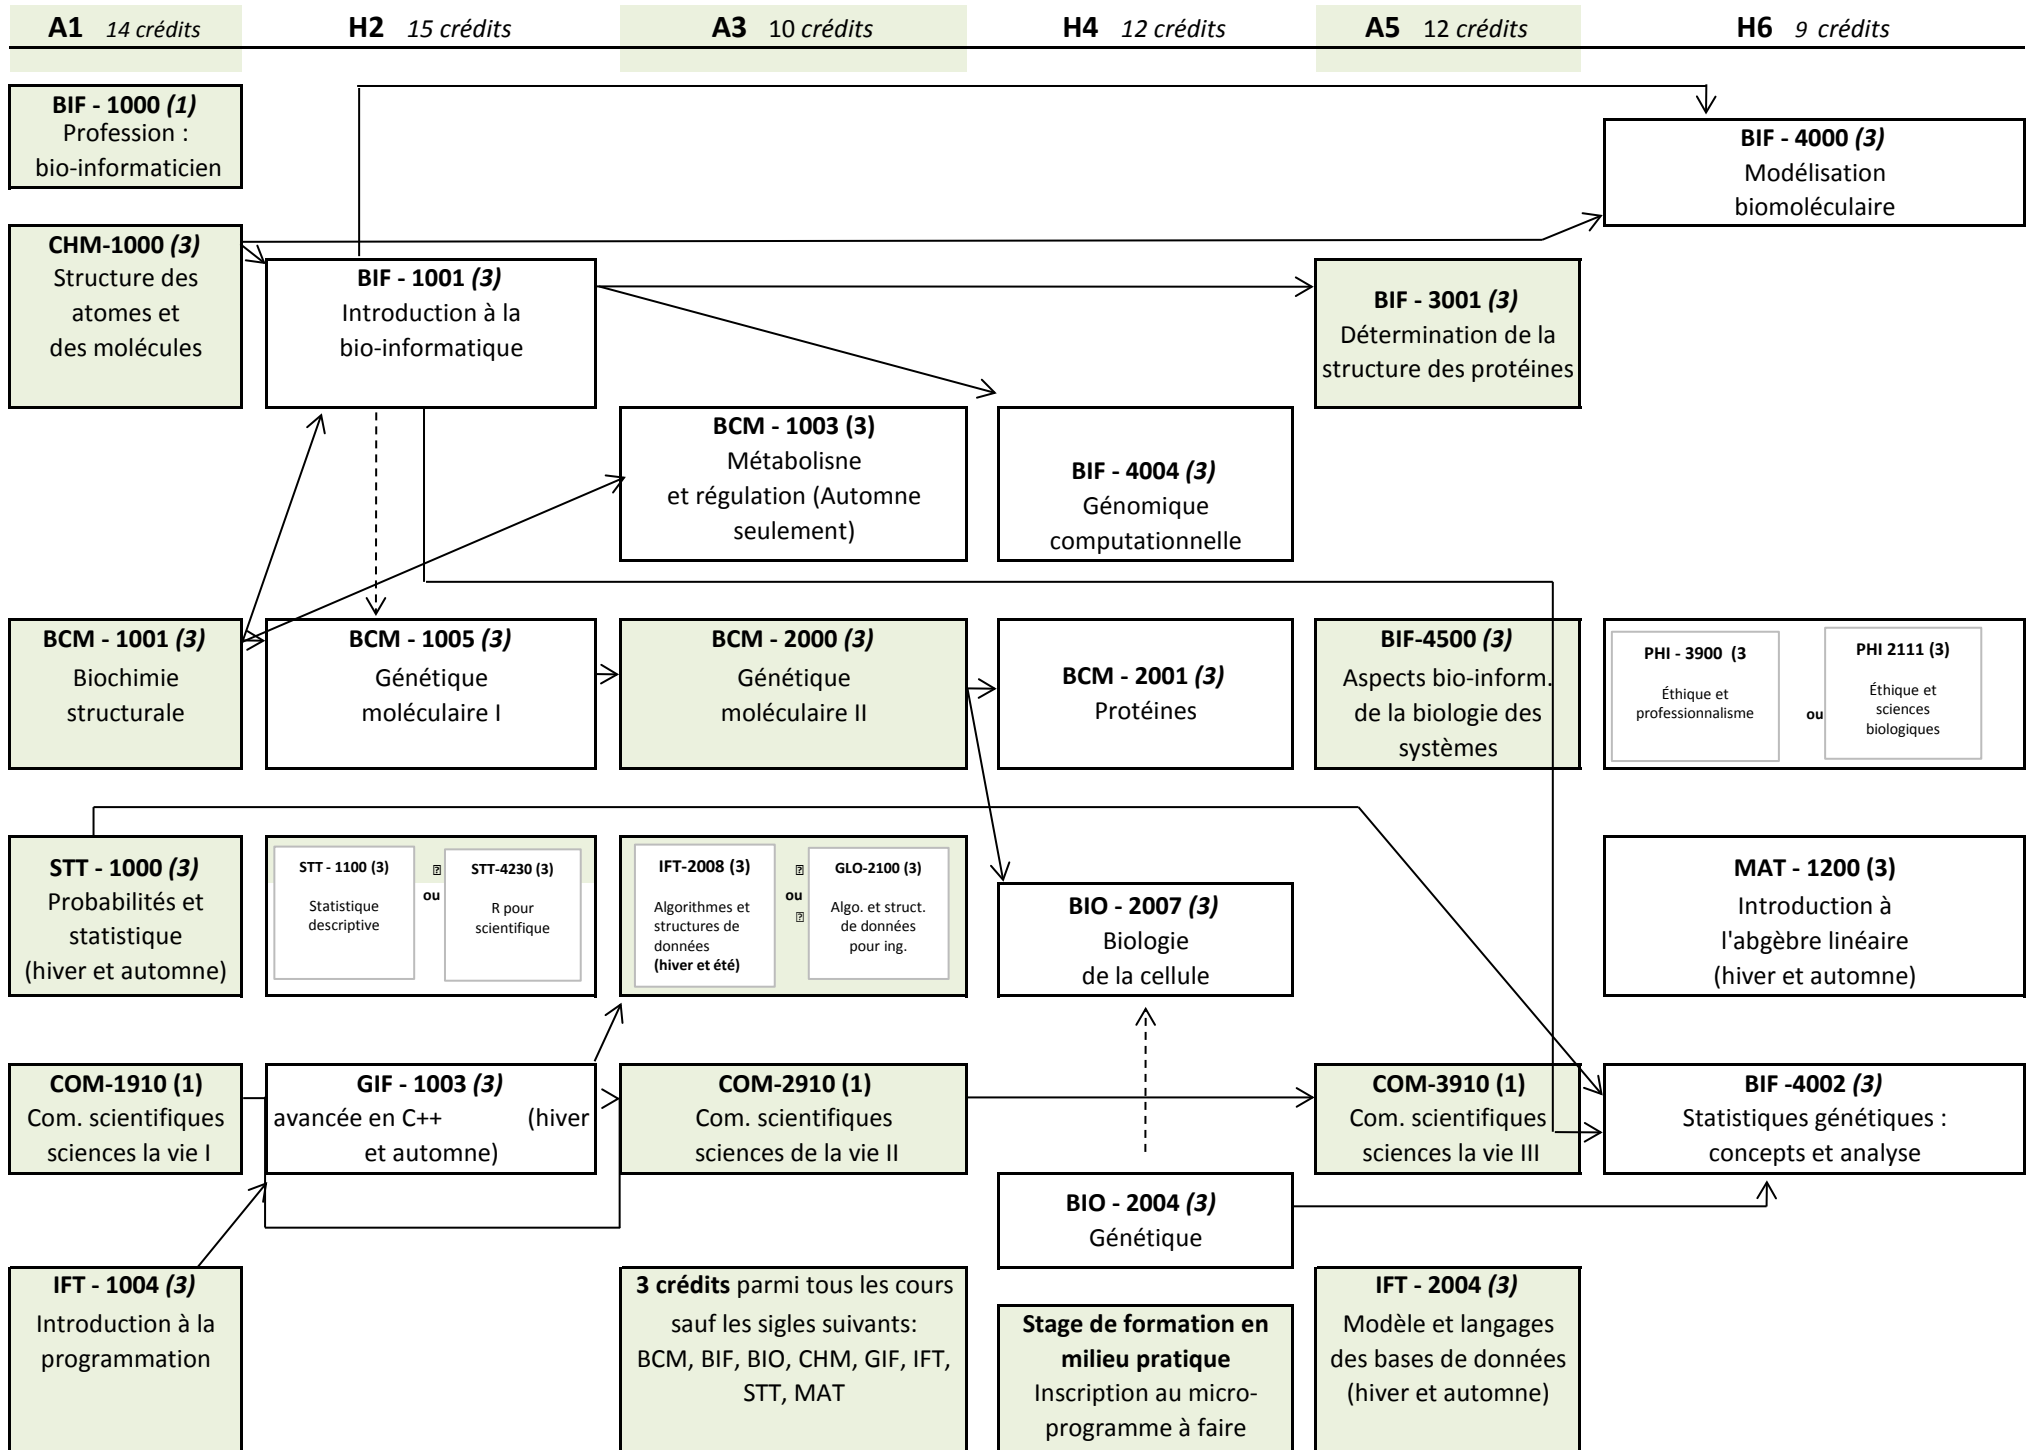 A1 14 crédits
H2 15 crédits
A3 10 crédits
H4 12 crédits
A5 12 crédits
H6 9 crédits
BIF - 1000 (1)
Profession :
bio-informaticien
BIF - 4000 (3)
Modélisation
biomoléculaire
CHM-1000 (3)
Structure des
atomes et
des molécules
BIF - 1001 (3)
Introduction à la
bio-informatique
BIF - 3001 (3)
Détermination de la
structure des protéines
BCM - 1003 (3)
Métabolisne
et régulation (Automne
seulement)
BIF - 4004 (3)
Génomique
computationnelle
BCM - 1001 (3)
Biochimie
structurale
BCM - 1005 (3)
Génétique
moléculaire I
BCM - 2000 (3)
Génétique
moléculaire II
BCM - 2001 (3)
Protéines
BIF-4500 (3)
Aspects bio-inform.
de la biologie des
systèmes
PHI - 3900 (3
Éthique et
professionnalisme
ou
PHI 2111 (3)
Éthique et
sciences
biologiques
STT - 1000 (3)
Probabilités et
statistique
(hiver et automne)
STT - 1100 (3)
Statistique
descriptive
ou
STT-4230 (3)
R pour
scientifique
IFT-2008 (3)
Algorithmes et
structures de
données
(hiver et été)
ou
GLO-2100 (3)
Algo. et struct.
de données
pour ing.
BIO - 2007 (3)
Biologie
de la cellule
MAT - 1200 (3)
Introduction à
l'abgèbre linéaire
(hiver et automne)
COM-1910 (1)
Com. scientifiques
sciences la vie I
GIF - 1003 (3)
avancée en C++ (hiver
et automne)
COM-2910 (1)
Com. scientifiques
sciences de la vie II
COM-3910 (1)
Com. scientifiques
sciences la vie III
BIF -4002 (3)
Statistiques génétiques :
concepts et analyse
BIO - 2004 (3)
Génétique
IFT - 1004 (3)
Introduction à la
programmation
3 crédits parmi tous les cours
sauf les sigles suivants:
BCM, BIF, BIO, CHM, GIF, IFT,
STT, MAT
Stage de formation en
milieu pratique
Inscription au micro-
programme à faire
IFT - 2004 (3)
Modèle et langages
des bases de données
(hiver et automne)